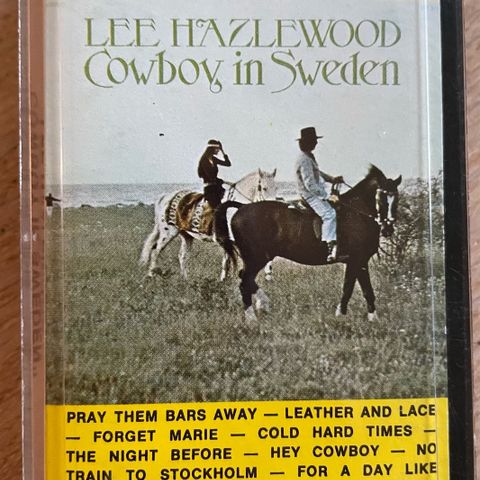 LEE HAZLEWOOD
Cowboy in Sweden
PRAY THEM BARS AWAY — LEATHER AND LACE
— FORGET MARIE — COLD HARD TIMES —
THE NIGHT BEFORE — HEY COWBOY — NO
TRAIN TO STOCKHOLM — FOR A DAY LIKE